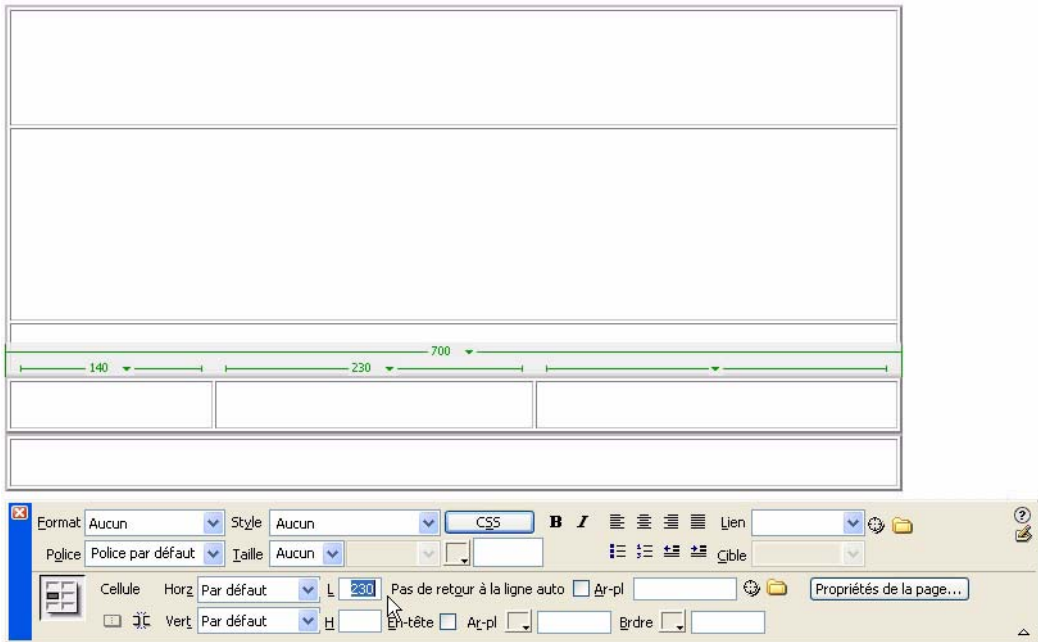 700
140 230
Format Aucun Style Aucun CSS B I Lien
Police Police par défaut Taille Aucun Cible
Cellule Horz Par défaut L 230 Pas de retour à la ligne auto Ar-pl Propriétés de la page...
Vert Par défaut H En-tête Ar-pl Brdre